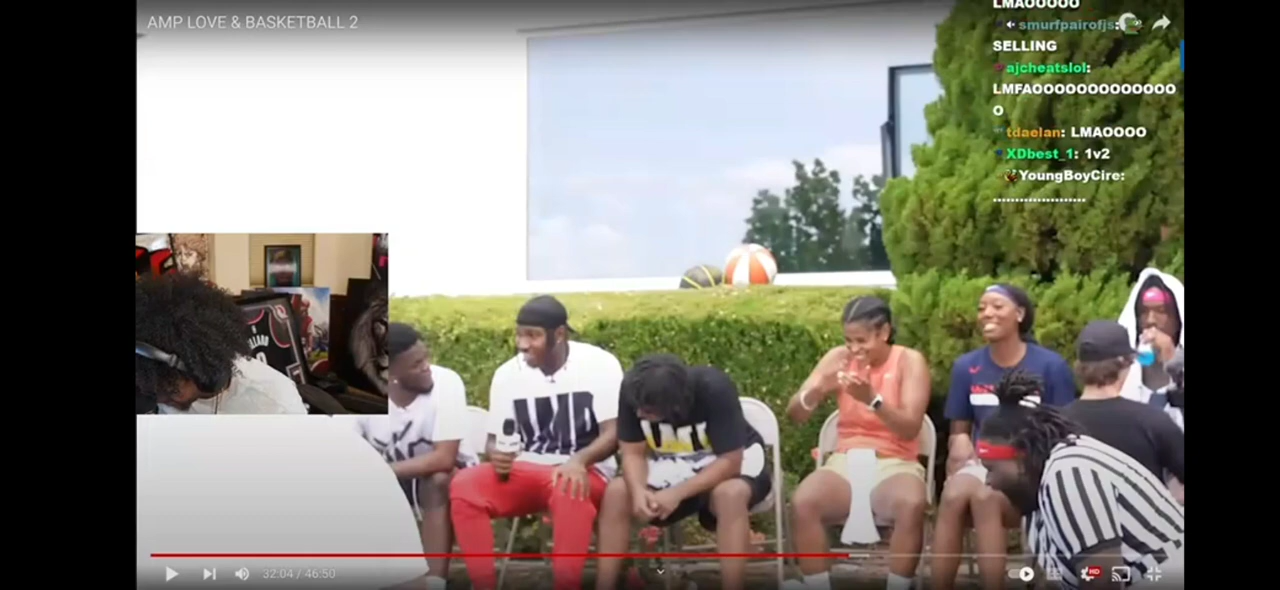 AMP LOVE & BASKETBALL 2
LMAOOOOO
smurfpairofjs:
SELLING
ajcheatslol:
LMFAOOOOOOOOOOOOO
O
tdaelan: LMAOOOO
XDbest_1: 1v2
YoungBoyCire:
.....................
AMP
32:04 / 46:50
HD